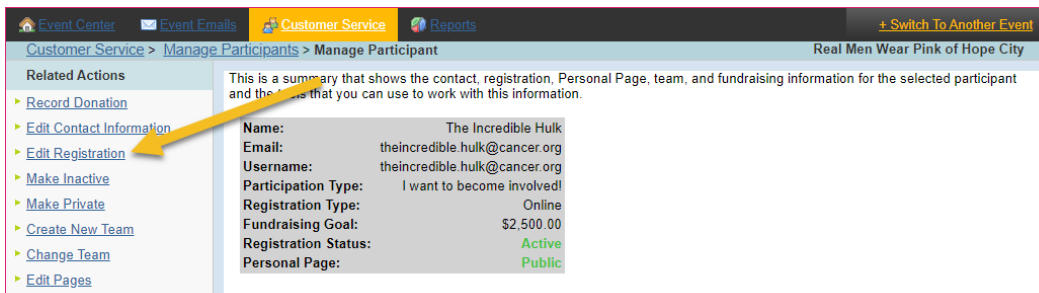 Event Center Event Emails Customer Service Reports + Switch To Another Event
Customer Service > Manage Participants > Manage Participant Real Men Wear Pink of Hope City
Related Actions
Record Donation
Edit Contact Information
Edit Registration
Make Inactive
Make Private
Create New Team
Change Team
Edit Pages
This is a summary that shows the contact, registration, Personal Page, team, and fundraising information for the selected participant
and the that you can use to work with this information.
Name: The Incredible Hulk
Email: theincredible.hulk@cancer.org
Username: theincredible.hulk@cancer.org
Participation Type: I want to become involved!
Registration Type: Online
Fundraising Goal: $2,500.00
Registration Status: Active
Personal Page: Public